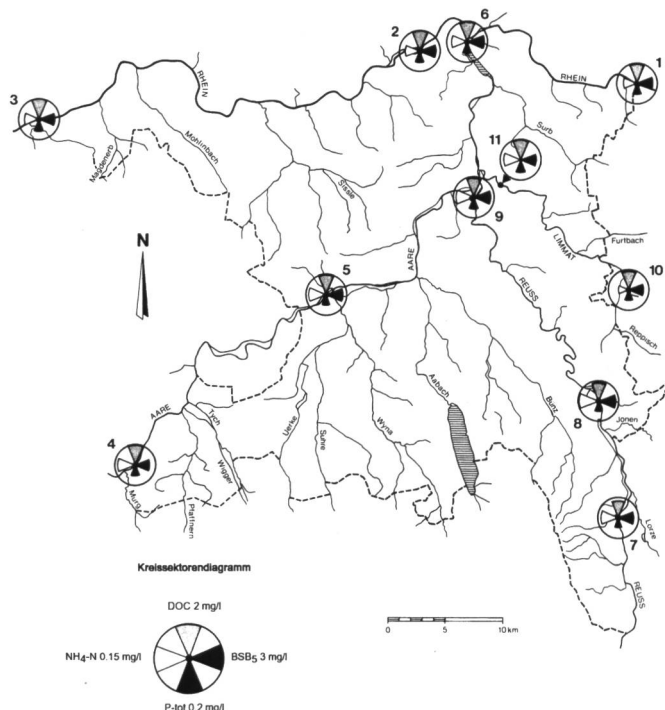 2
6
1
RHEIN
RHEIN
3
Magdenerb
Möhlinbach
Surb
11
Sissle
9
N
LIMMAT
Furtbach
AARE
5
10
REUSS
Reppisch
Aabach
Bünz
8
Jonen
AARE
Tych
Uerke
Suhre
Wyna
4
Wigger
Murg
Pfaffnern
7
Lorze
REUSS
Kreissektorendiagramm
DOC 2 mg/l
NH4-N 0.15 mg/l
BSB5 3 mg/l
P-tot 0.2 mg/l
0 5 10 km